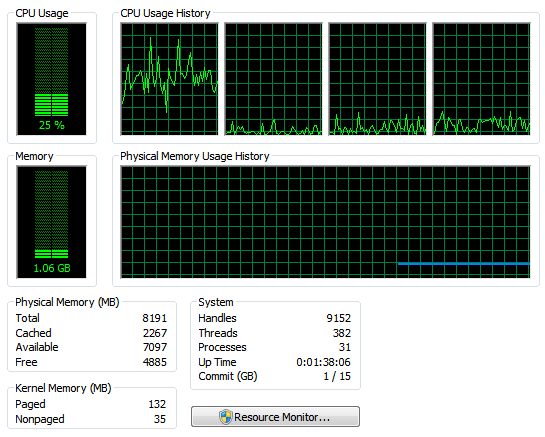 CPU Usage
CPU Usage History
25 %
Memory
Physical Memory Usage History
1.06 GB
Physical Memory (MB)
Total 8191
Cached 2267
Available 7097
Free 4885
System
Handles 9152
Threads 382
Processes 31
Up Time 0:01:38:06
Commit (GB) 1 / 15
Kernel Memory (MB)
Paged 132
Nonpaged 35
Resource Monitor...